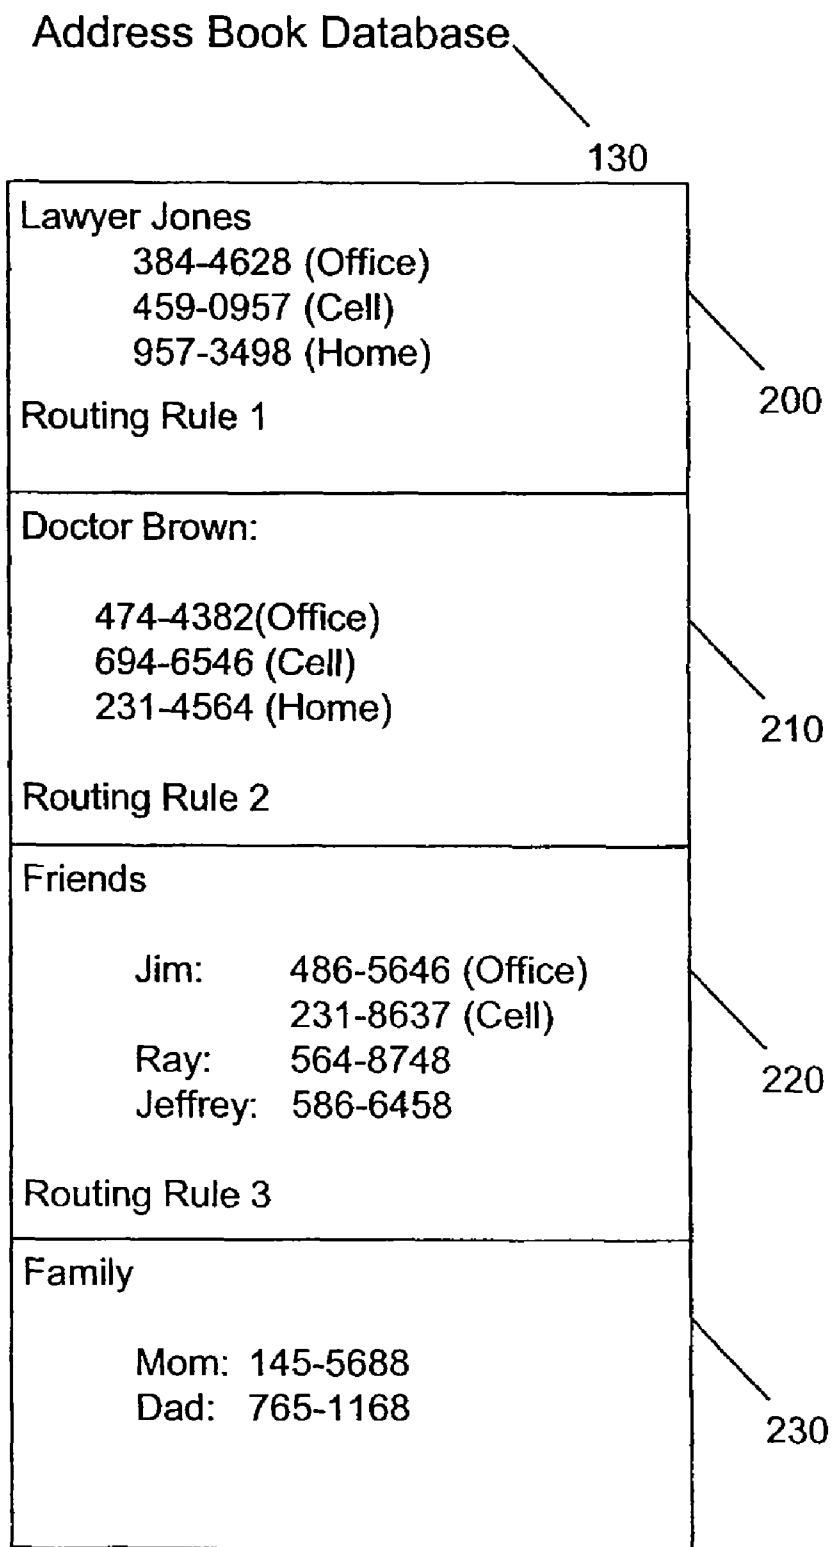 Address Book Database
130
Lawyer Jones
384-4628 (Office)
459-0957 (Cell)
957-3498 (Home)
Routing Rule 1
200
Doctor Brown:
474-4382(Office)
694-6546 (Cell)
231-4564 (Home)
Routing Rule 2
210
Friends
Jim: 486-5646 (Office)
231-8637 (Cell)
Ray: 564-8748
Jeffrey: 586-6458
Routing Rule 3
220
Family
Mom: 145-5688
Dad: 765-1168
230